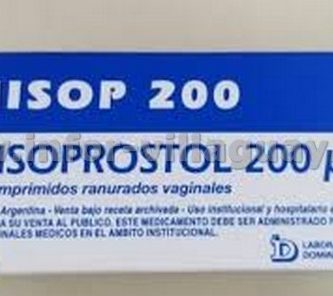 ISOP 200
ISOPROSTOL 200 µ
mprimidos ranurados vaginales
Argentina - Venta bajo receta archivada - Uso institucional y hospitalario e
A SU VENTA AL PUBLICO. ESTE MEDICAMENTO DEBE SER ADMINISTRADO
INALES MEDICOS EN EL AMBITO INSTITUCIONAL.
LABOR
DOMIN